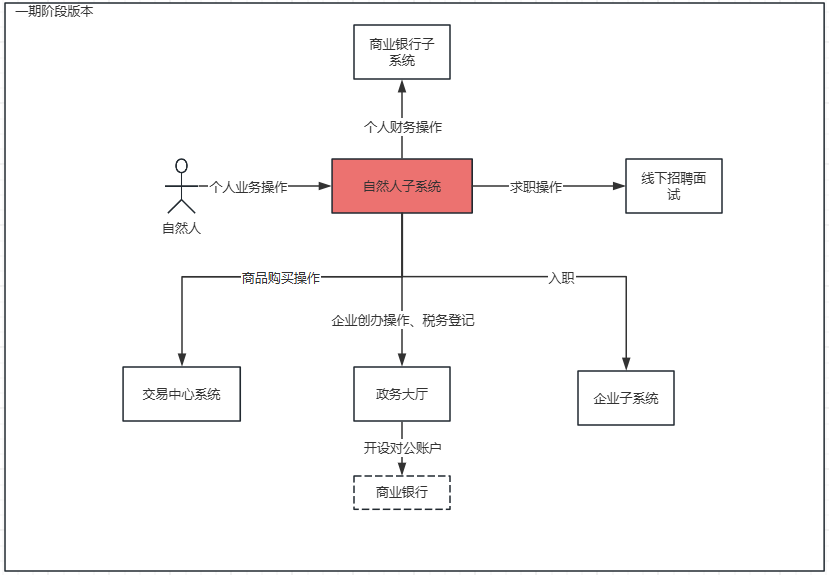 一期阶段版本
商业银行子
系统
个人财务操作
个人业务操作
自然人子系统
求职操作
线下招聘面
试
自然人
商品购买操作
入职
企业创办操作、税务登记
交易中心系统
政务大厅
企业子系统
开设对公账户
商业银行